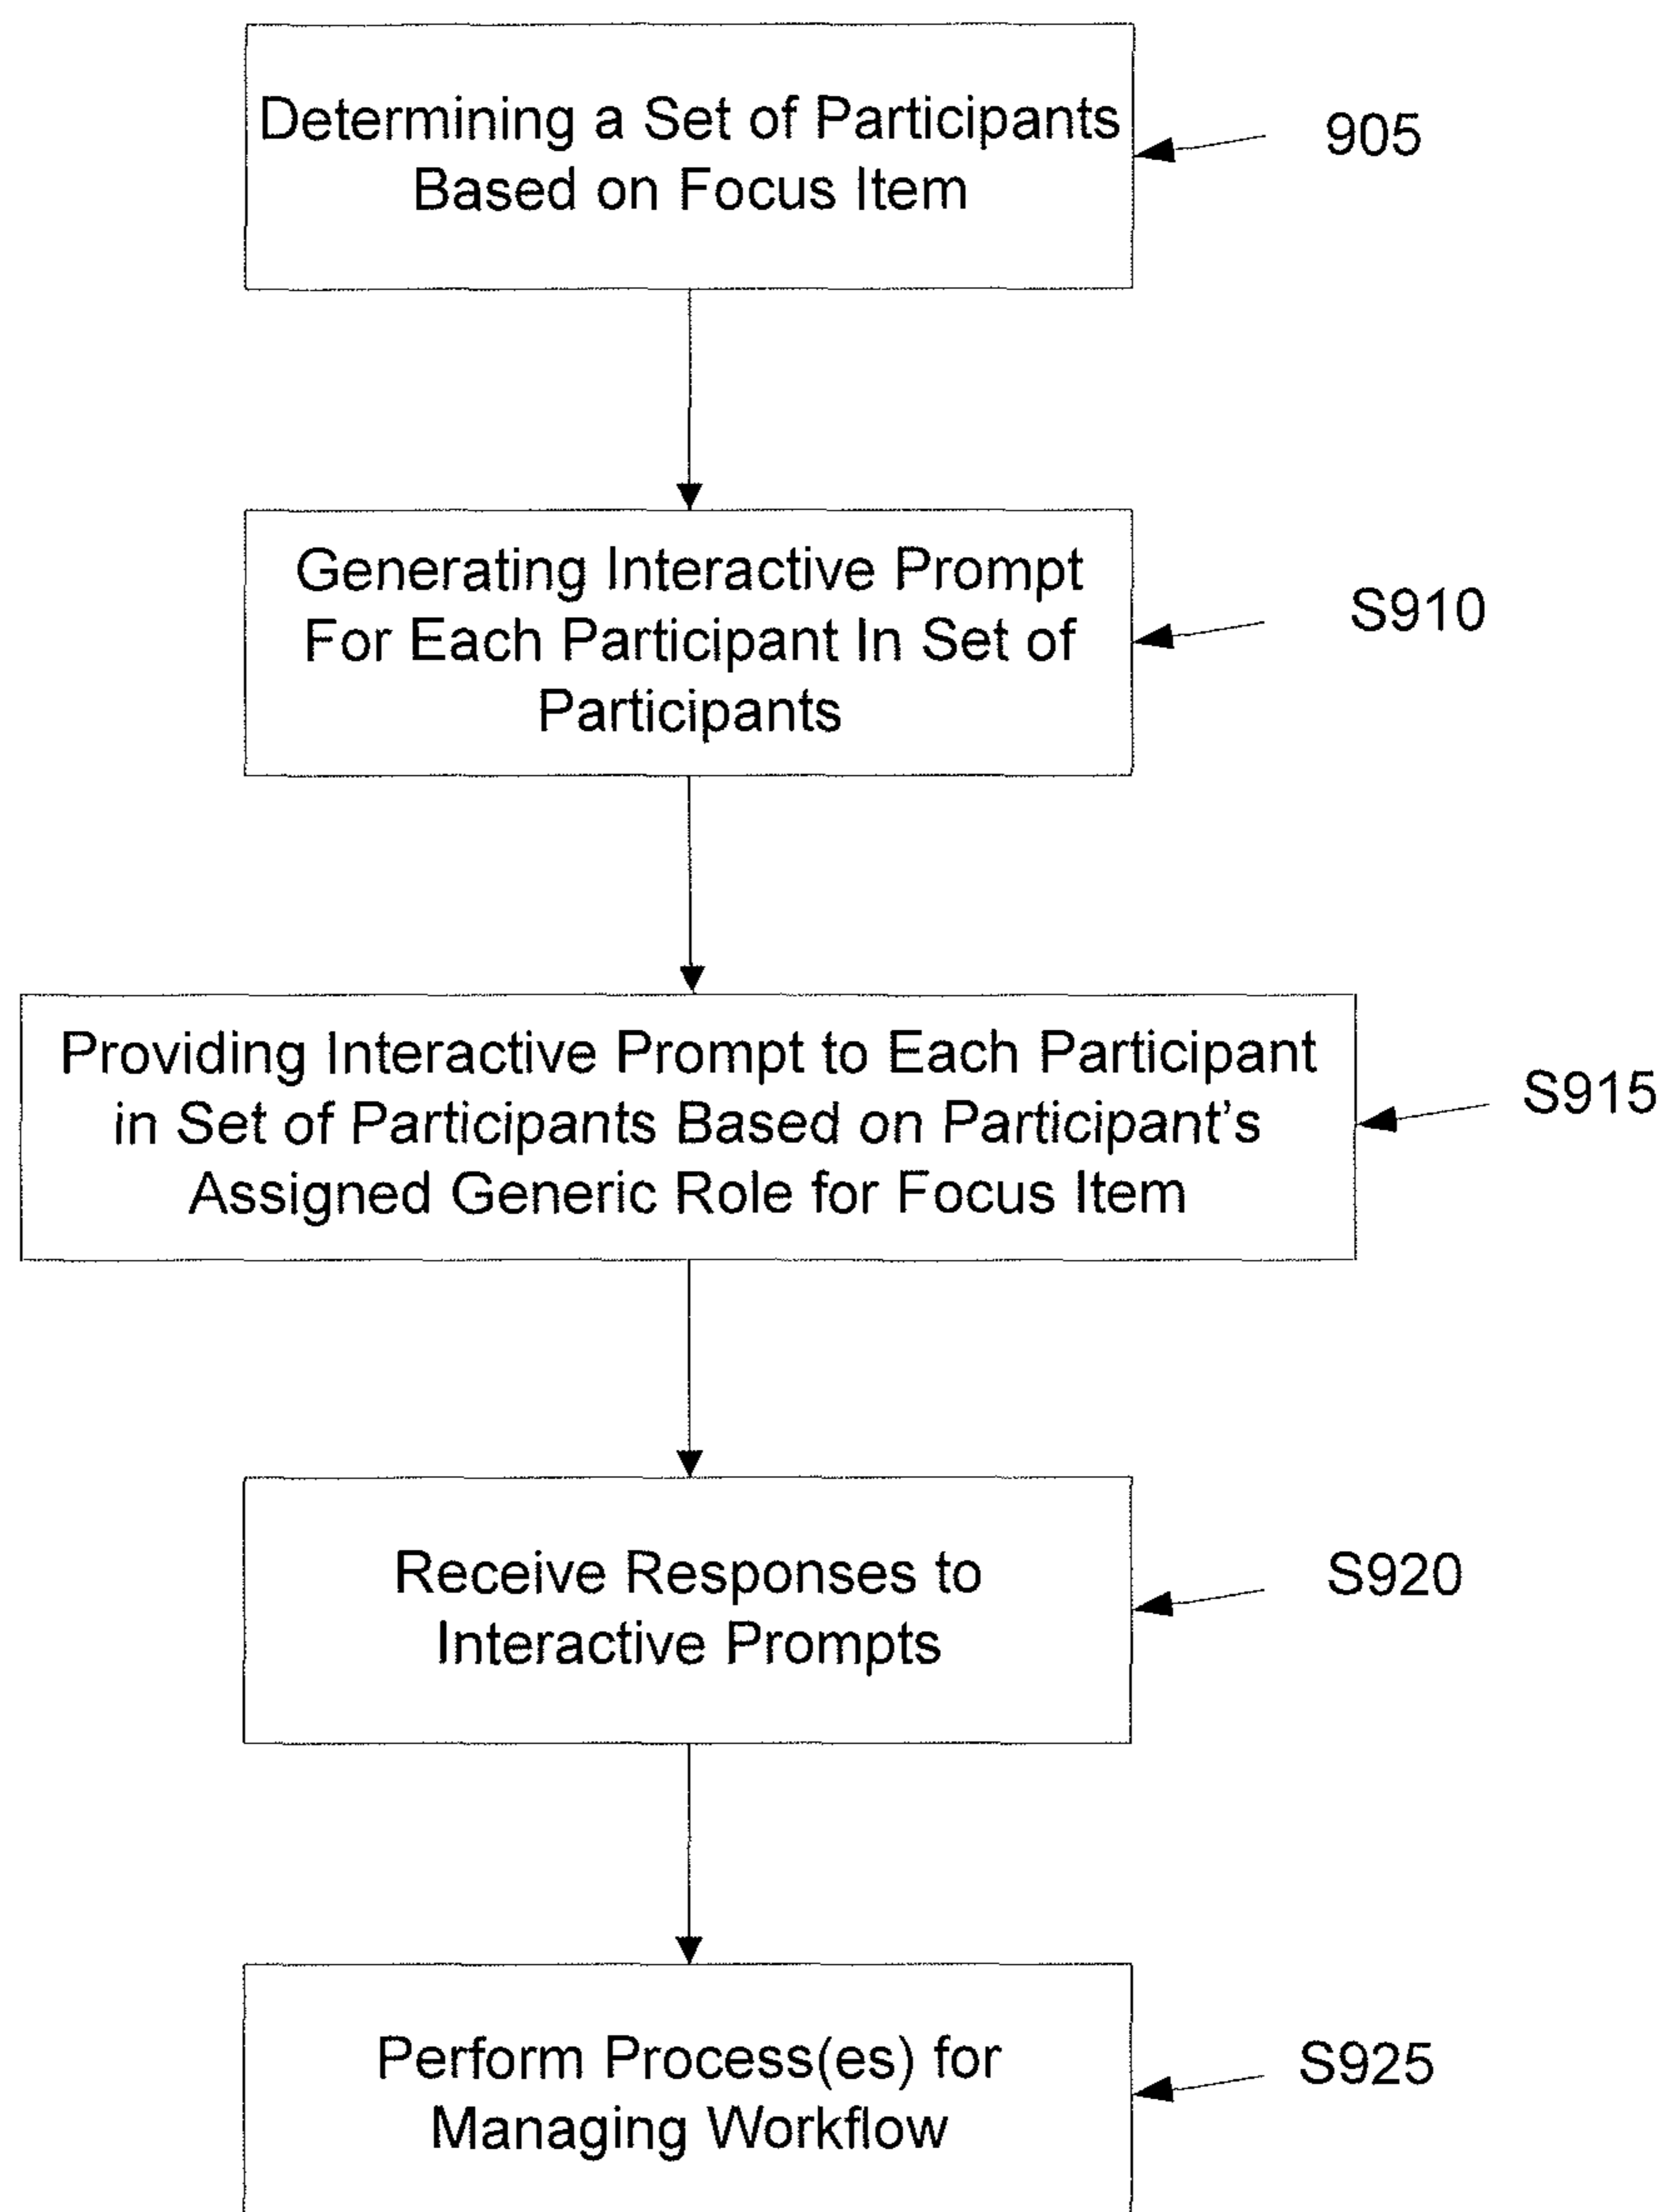 Determining a Set of Participants
Based on Focus Item
905
Generating Interactive Prompt
For Each Participant In Set of
Participants
S910
Providing Interactive Prompt to Each Participant
in Set of Participants Based on Participant's
Assigned Generic Role for Focus Item
S915
Receive Responses to
Interactive Prompts
S920
Perform Process(es) for
Managing Workflow
S925